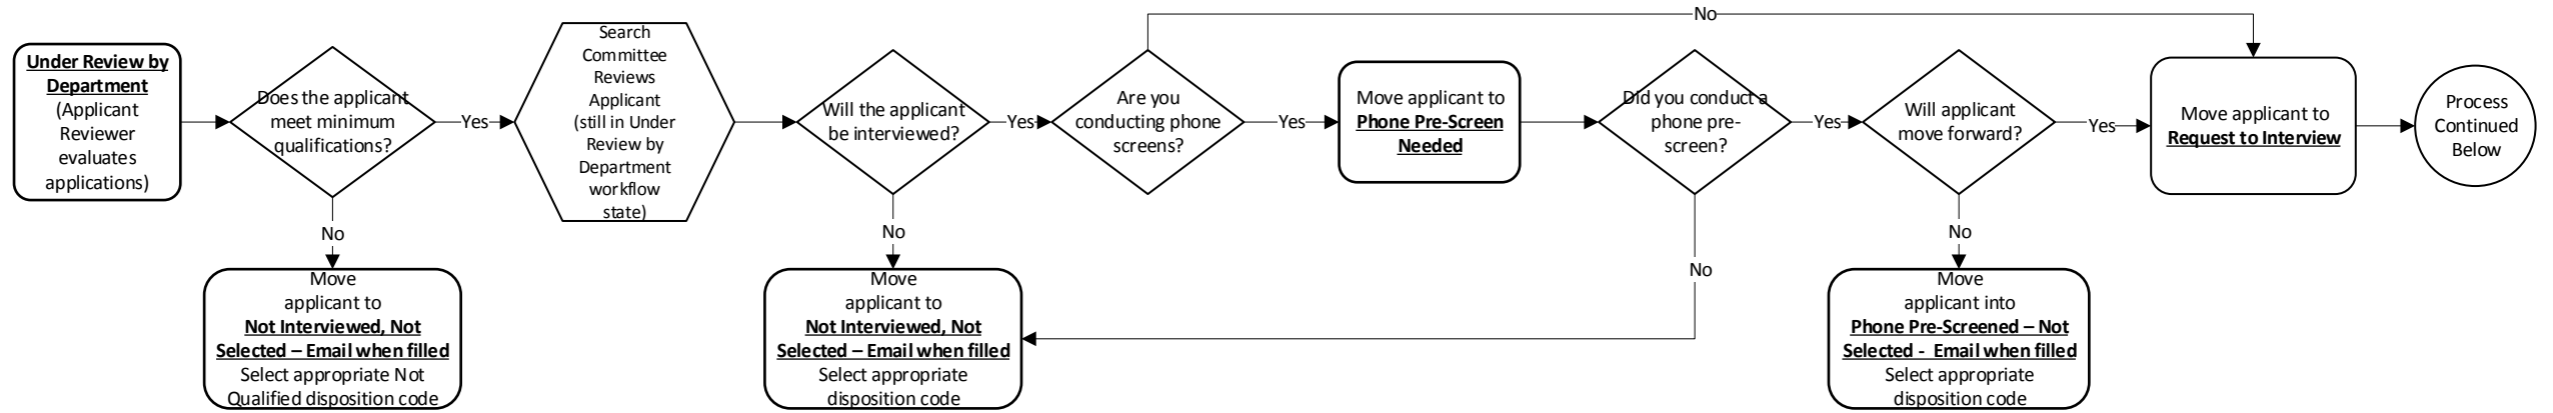 Under Review by
Department
(Applicant
Reviewer
evaluates
applications)
Does the applicant
meet minimum
qualifications?
Yes
No
Move
applicant to
Not Interviewed, Not
Selected – Email when filled
Select appropriate Not
Qualified disposition code
Search
Committee
Reviews
Applicant
(still in Under
Review by
Department
workflow
state)
Will the applicant
be interviewed?
Yes
No
Move
applicant to
Not Interviewed, Not
Selected – Email when filled
Select appropriate
disposition code
Are you
conducting phone
screens?
No
Yes
Move applicant to
Phone Pre-Screen
Needed
Did you conduct a
phone pre-
screen?
Yes
No
Will applicant
move forward?
Yes
No
Move
applicant into
Phone Pre-Screened – Not
Selected - Email when filled
Select appropriate
disposition code
Move applicant to
Request to Interview
Process
Continued
Below